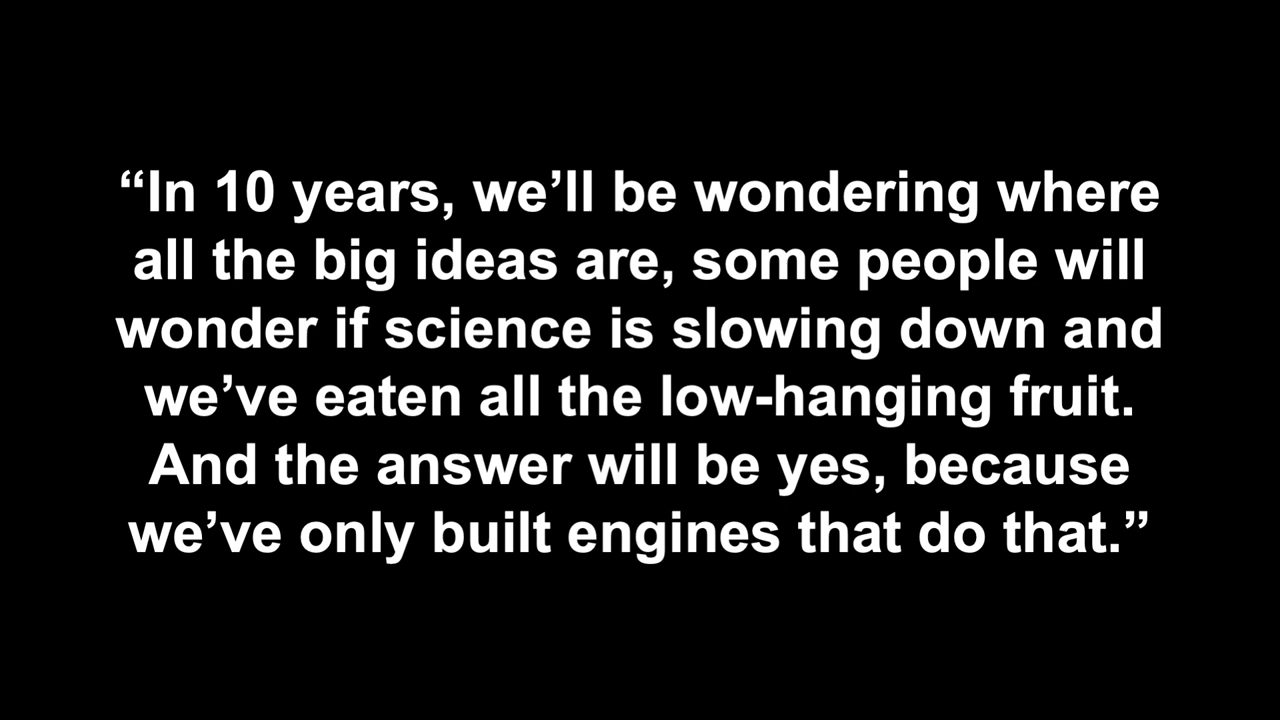 “In 10 years, we’ll be wondering where
all the big ideas are, some people will
wonder if science is slowing down and
we’ve eaten all the low-hanging fruit.
And the answer will be yes, because
we’ve only built engines that do that.”